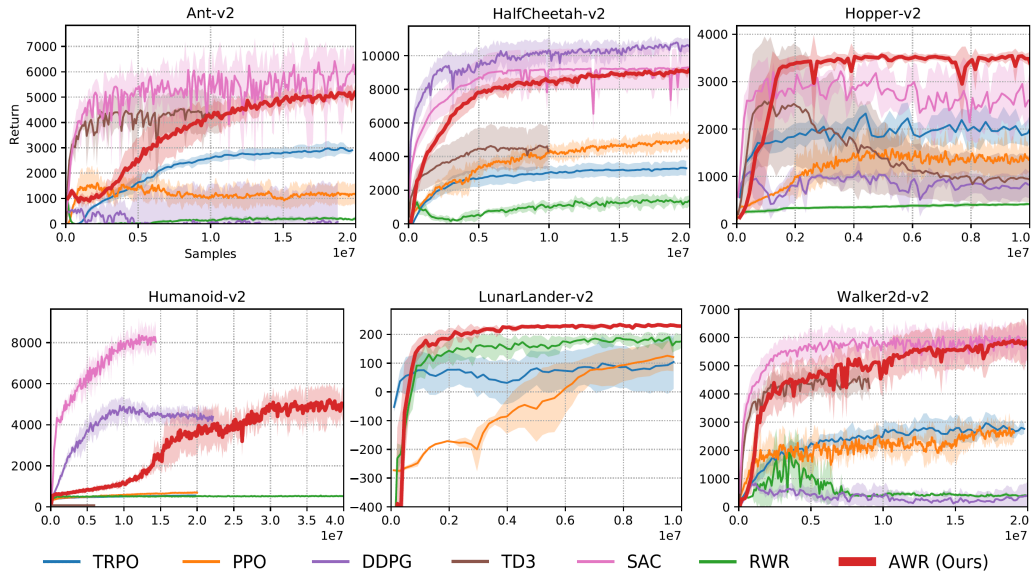 Ant-v2
HalfCheetah-v2
Hopper-v2
Return
7000
6000
5000
4000
3000
2000
1000
0
0.0 0.5 1.0 1.5 2.0
Samples
1e7
10000
8000
6000
4000
2000
0
0.0 0.5 1.0 1.5 2.0
1e7
4000
3000
2000
1000
0
0.0 0.2 0.4 0.6 0.8 1.0
1e7
Humanoid-v2
LunarLander-v2
Walker2d-v2
8000
6000
4000
2000
0
0.0 0.5 1.0 1.5 2.0 2.5 3.0 3.5 4.0
1e7
200
100
0
−100
−200
−300
−400
0.0 0.2 0.4 0.6 0.8 1.0
1e7
7000
6000
5000
4000
3000
2000
1000
0
0.0 0.5 1.0 1.5 2.0
1e7
TRPO PPO DDPG TD3 SAC RWR AWR (Ours)